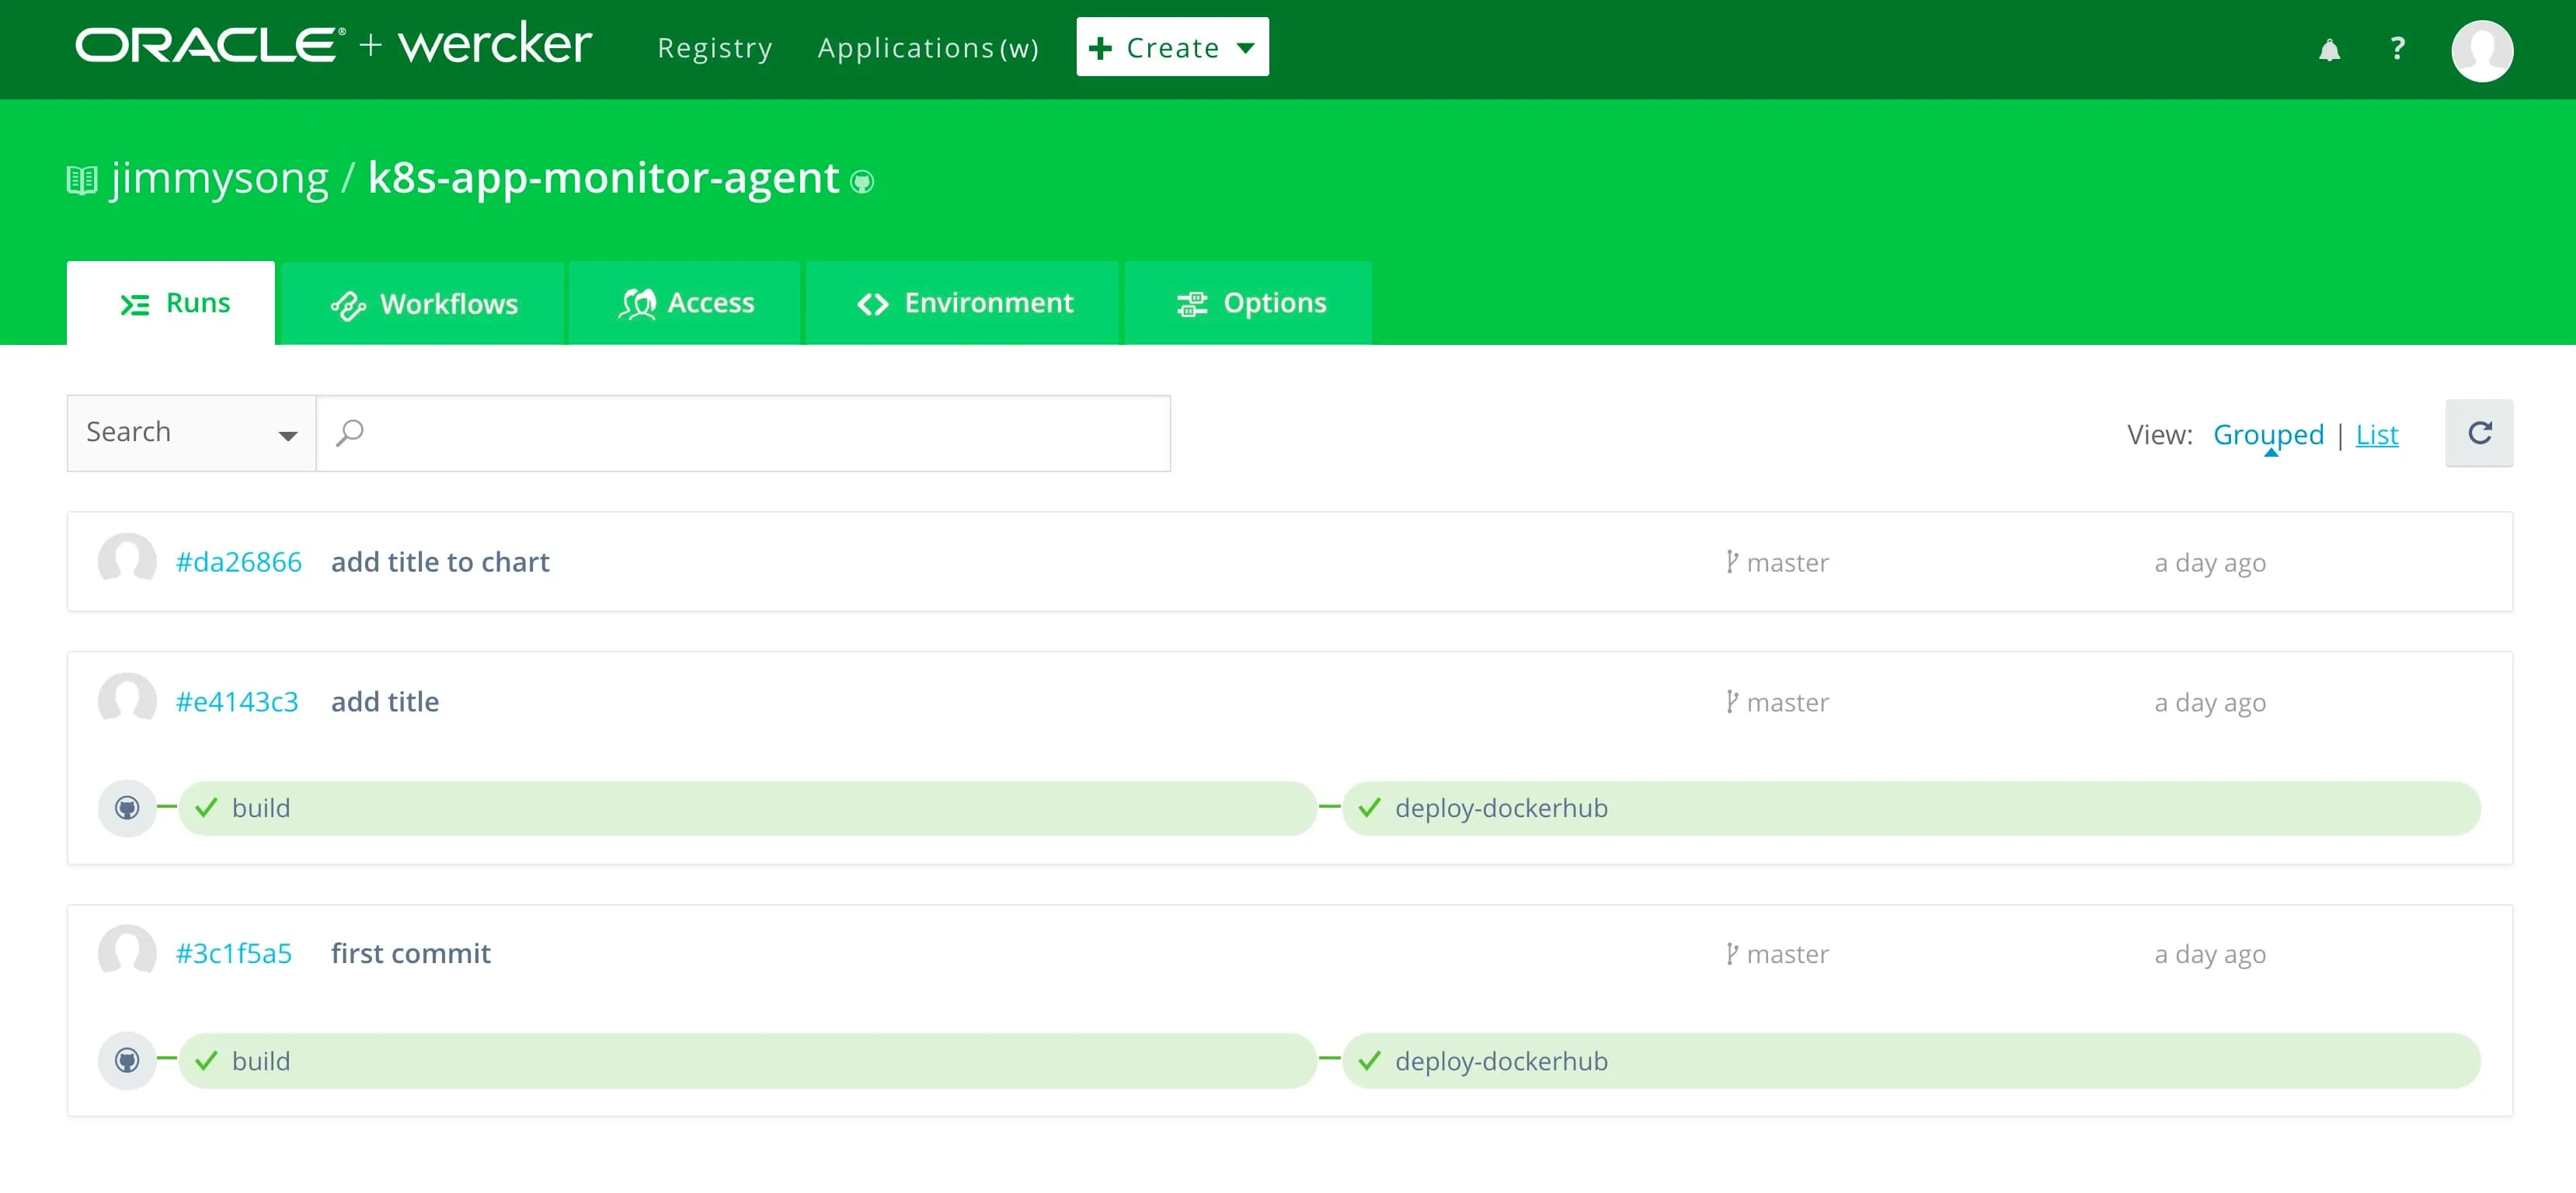 ORACLE® + wercker Registry Applications(w) + Create ?
jimmysong / k8s-app-monitor-agent
Runs Workflows Access Environment Options
Search View: Grouped | List
#da26866 add title to chart master a day ago
#e4143c3 add title master a day ago
build deploy-dockerhub
#3c1f5a5 first commit master a day ago
build deploy-dockerhub